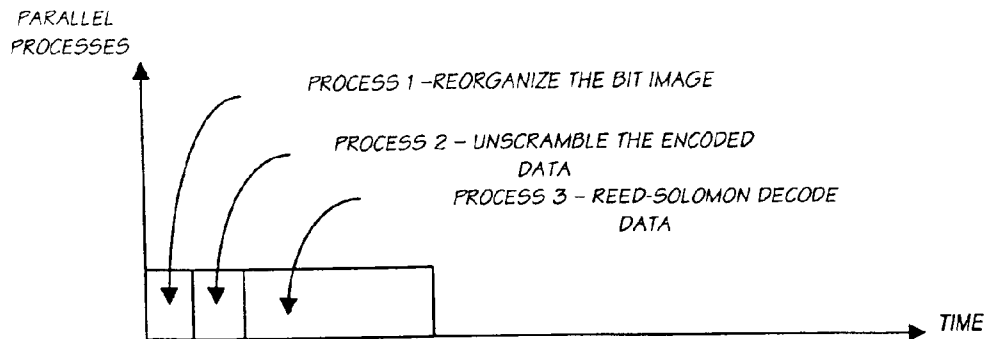 PARALLEL
PROCESSES
PROCESS 1 –REORGANIZE THE BIT IMAGE
PROCESS 2 – UNSCRAMBLE THE ENCODED
DATA
PROCESS 3 – REED-SOLOMON DECODE
DATA
TIME